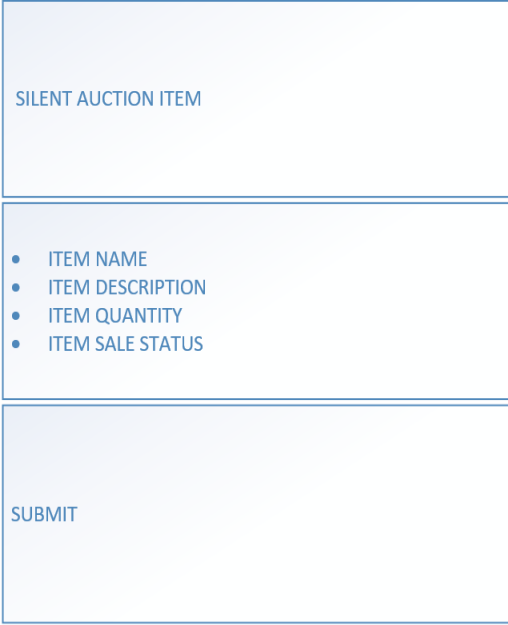 SILENT AUCTION ITEM
• ITEM NAME
• ITEM DESCRIPTION
• ITEM QUANTITY
• ITEM SALE STATUS
SUBMIT